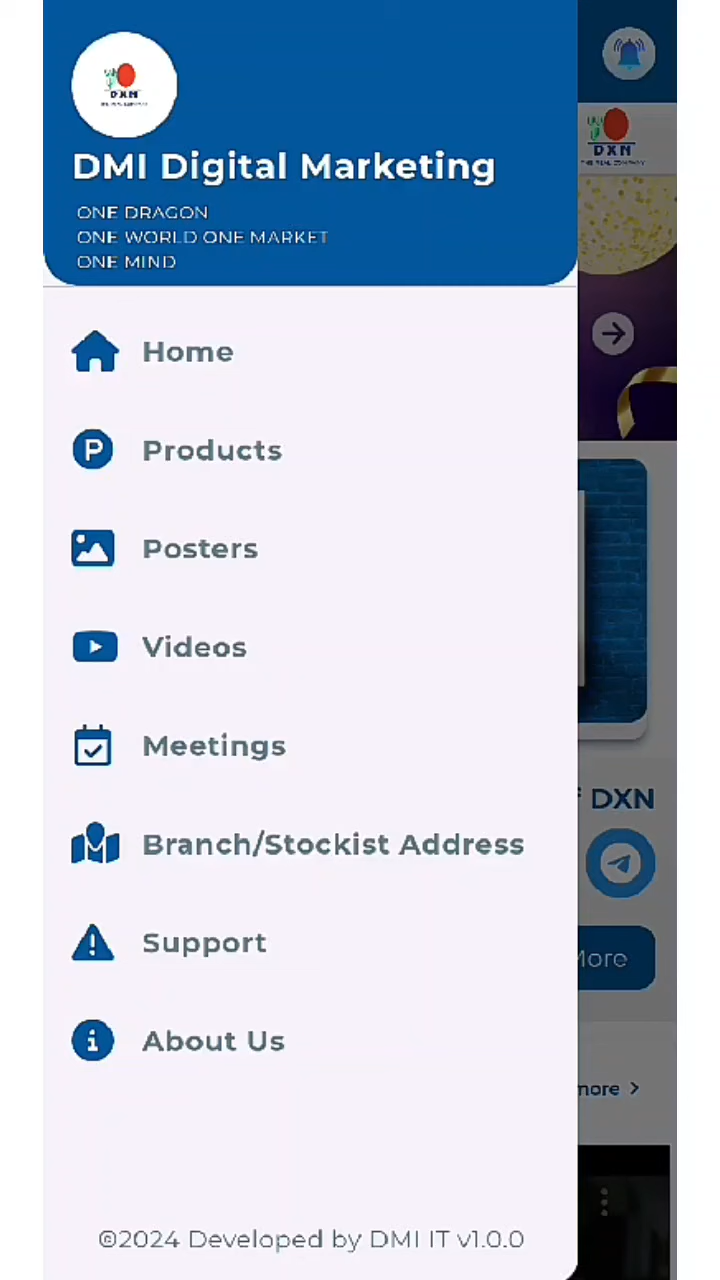 DXN
DMI Digital Marketing
ONE DRAGON
ONE WORLD ONE MARKET
ONE MIND
DXN
Home
Products
Posters
Videos
Meetings
DXN
Branch/Stockist Address
Support
More
About Us
more >
©2024 Developed by DMI IT v1.0.0